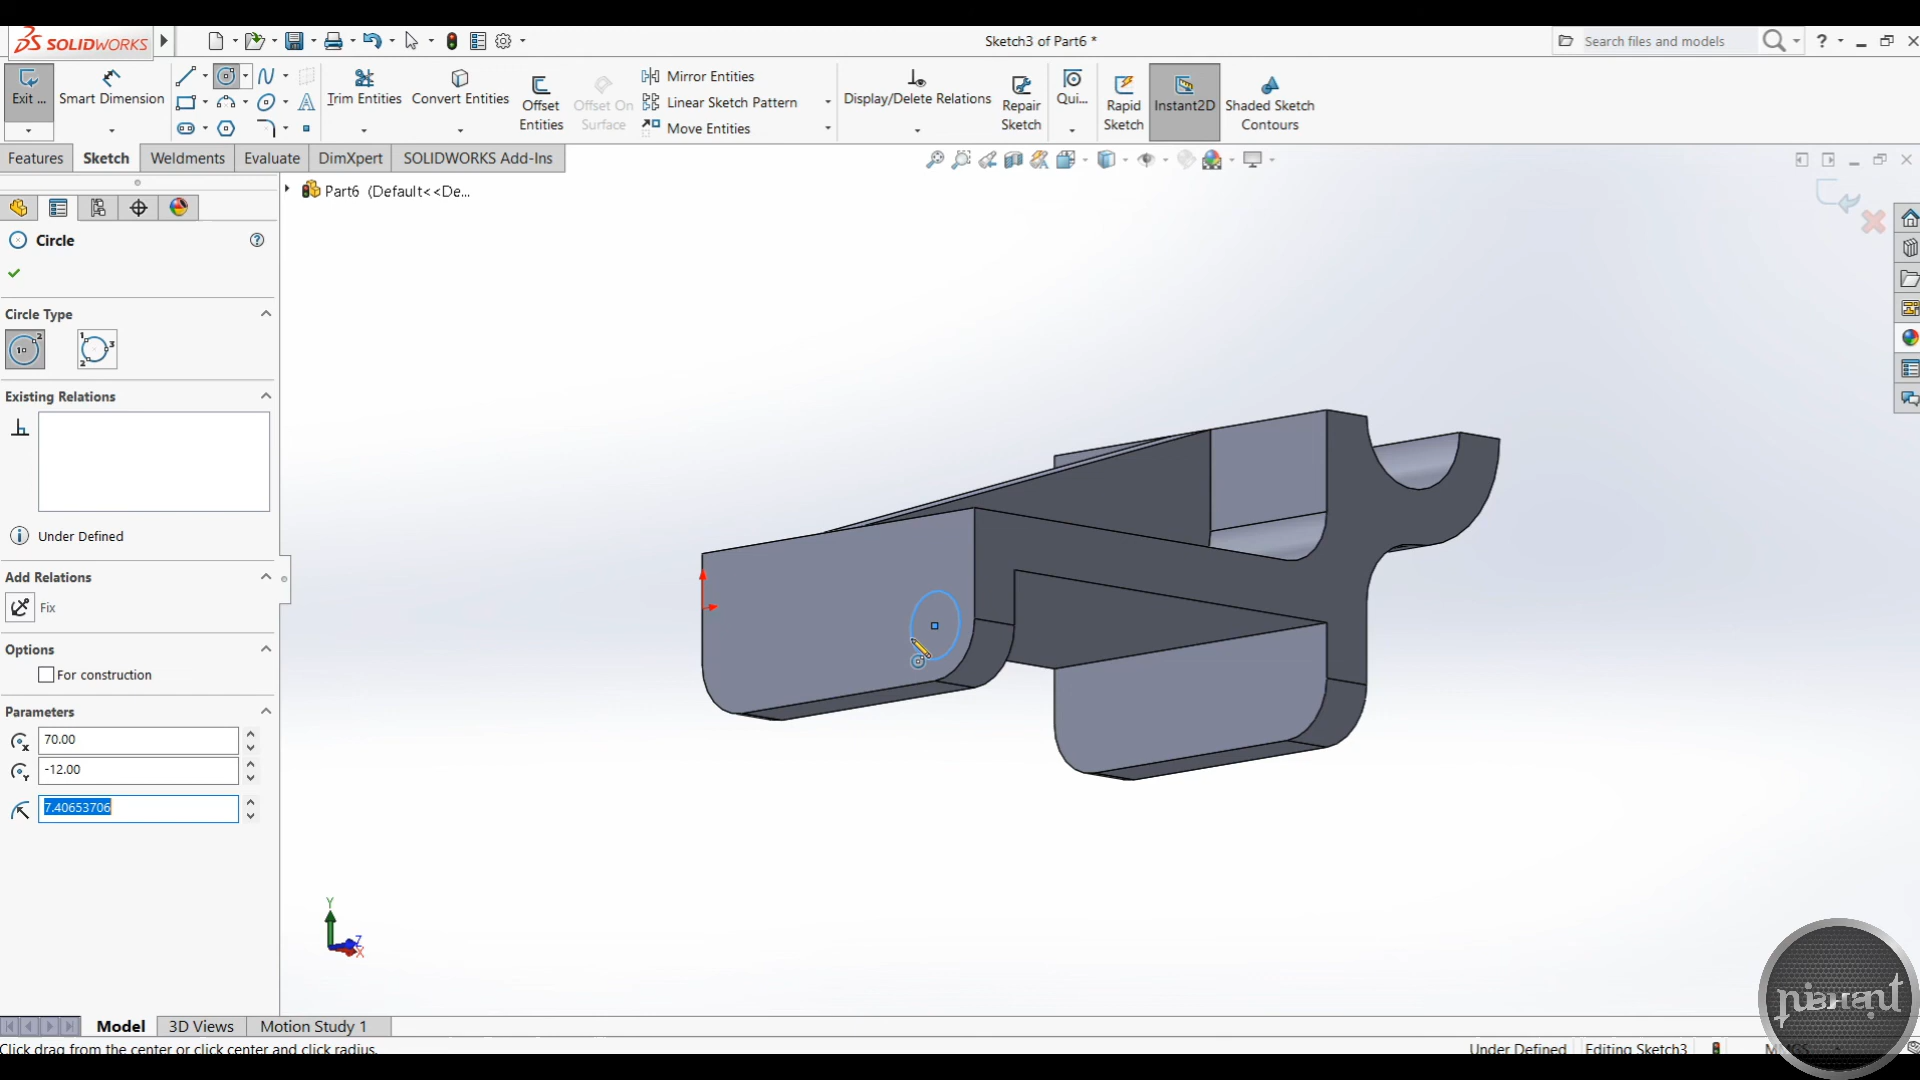 SOLIDWORKS
Sketch3 of Part6 *
Search files and models
?
Exit ...
Smart Dimension
Trim Entities
Convert Entities
Offset Entities
Offset On Surface
Mirror Entities
Linear Sketch Pattern
Move Entities
Display/Delete Relations
Repair Sketch
Qui...
Rapid Sketch
Instant2D
Shaded Sketch Contours
Features
Sketch
Weldments
Evaluate
DimXpert
SOLIDWORKS Add-Ins
Part6 (Default<<De...
Circle
Circle Type
Existing Relations
Under Defined
Add Relations
Fix
Options
For construction
Parameters
70.00
-12.00
7.40653706
Y
Z
X
Model
3D Views
Motion Study 1
Click drag from the center or click center and click radius.
Under Defined
Editing Sketch3
MMGS